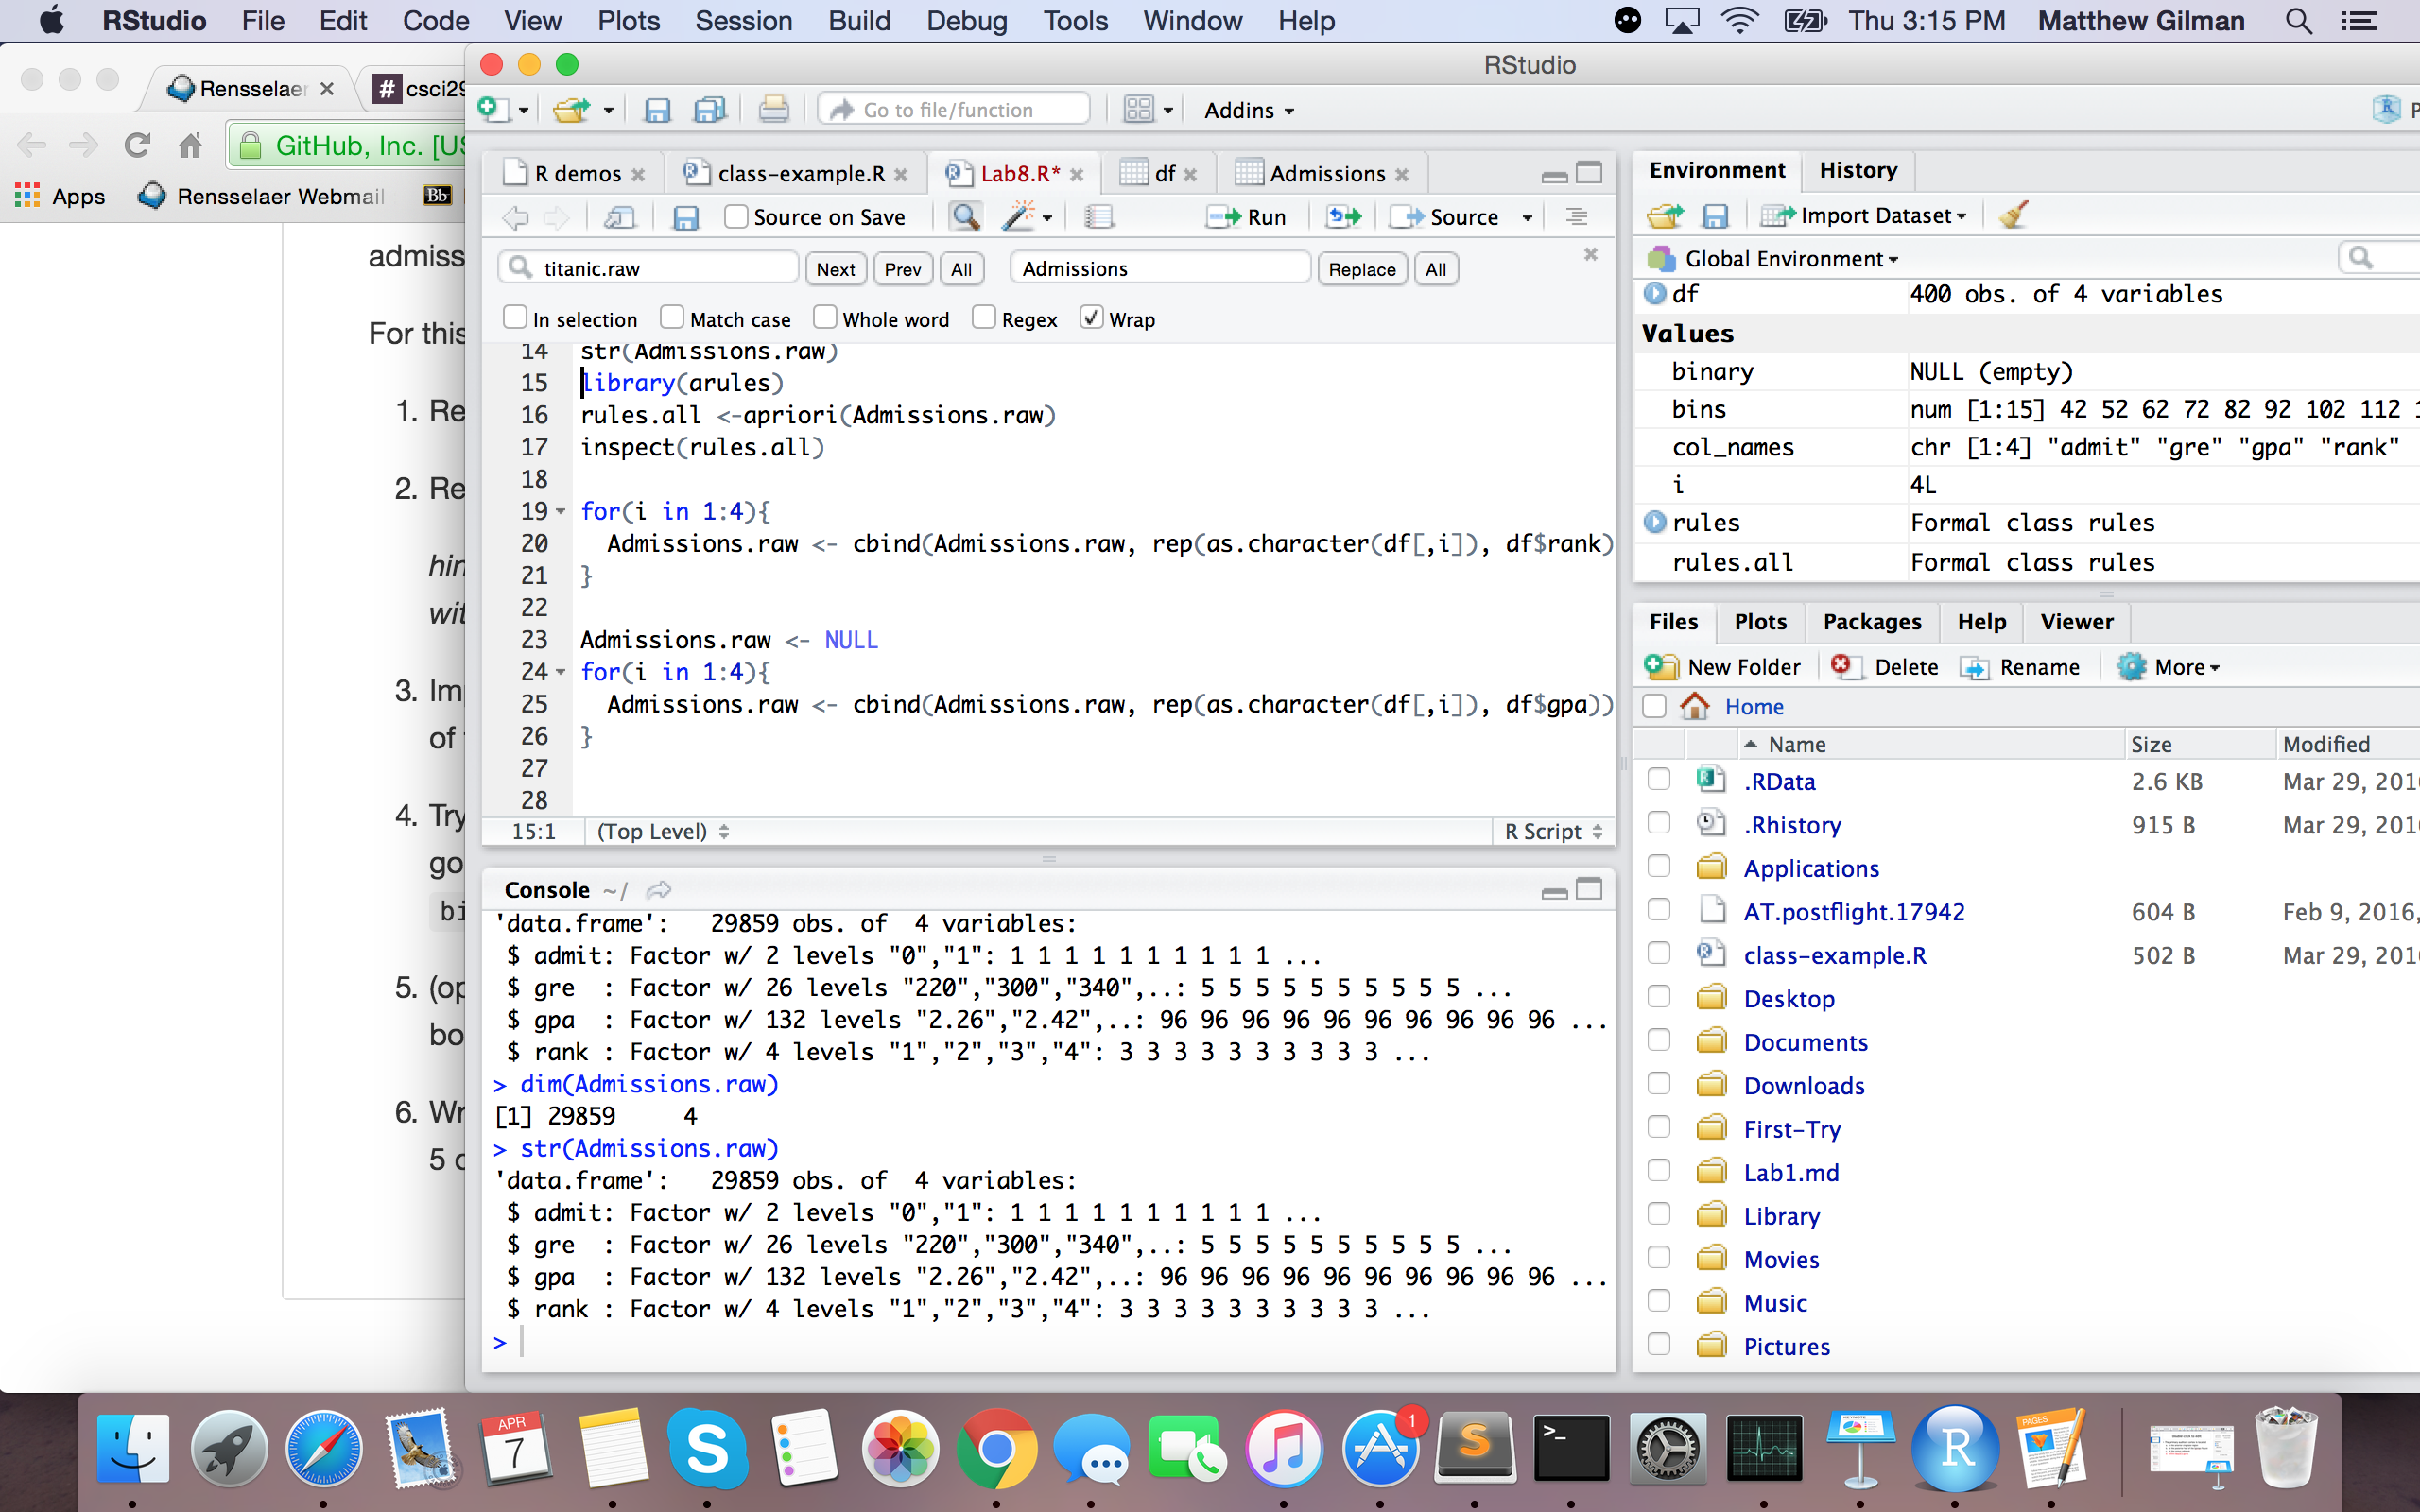 RStudio File Edit Code View Plots Session Build Debug Tools Window Help Thu 3:15 PM Matthew Gilman
Rensselaer
# csci29
GitHub, Inc. [US
Apps Rensselaer Webmail Bb
admiss
For this
1. Re
2. Re
hin
wit
3. Im
of
4. Try
go
bi
5. (op
bo
6. Wr
5 o
RStudio
Go to file/function Addins
R demos class-example.R Lab8.R* df Admissions
Source on Save Run Source
titanic.raw Next Prev All Admissions Replace All
In selection Match case Whole word Regex Wrap
14 str(Admissions.raw)
15 library(arules)
16 rules.all <-apriori(Admissions.raw)
17 inspect(rules.all)
18
19 for(i in 1:4){
20 Admissions.raw <- cbind(Admissions.raw, rep(as.character(df[,i]), df$rank)
21 }
22
23 Admissions.raw <- NULL
24 for(i in 1:4){
25 Admissions.raw <- cbind(Admissions.raw, rep(as.character(df[,i]), df$gpa))
26 }
27
28
15:1 (Top Level) R Script
Console ~/
'data.frame': 29859 obs. of 4 variables:
$ admit: Factor w/ 2 levels "0","1": 1 1 1 1 1 1 1 1 1 1 ...
$ gre : Factor w/ 26 levels "220","300","340",..: 5 5 5 5 5 5 5 5 5 5 ...
$ gpa : Factor w/ 132 levels "2.26","2.42",..: 96 96 96 96 96 96 96 96 96 96 ...
$ rank : Factor w/ 4 levels "1","2","3","4": 3 3 3 3 3 3 3 3 3 3 ...
> dim(Admissions.raw)
[1] 29859 4
> str(Admissions.raw)
'data.frame': 29859 obs. of 4 variables:
$ admit: Factor w/ 2 levels "0","1": 1 1 1 1 1 1 1 1 1 1 ...
$ gre : Factor w/ 26 levels "220","300","340",..: 5 5 5 5 5 5 5 5 5 5 ...
$ gpa : Factor w/ 132 levels "2.26","2.42",..: 96 96 96 96 96 96 96 96 96 96 ...
$ rank : Factor w/ 4 levels "1","2","3","4": 3 3 3 3 3 3 3 3 3 3 ...
>
Environment History
Import Dataset
Global Environment
df 400 obs. of 4 variables
Values
binary NULL (empty)
bins num [1:15] 42 52 62 72 82 92 102 112
col_names chr [1:4] "admit" "gre" "gpa" "rank"
i 4L
rules Formal class rules
rules.all Formal class rules
Files Plots Packages Help Viewer
New Folder Delete Rename More
Home
Name Size Modified
.RData 2.6 KB Mar 29, 201
.Rhistory 915 B Mar 29, 201
Applications
AT.postflight.17942 604 B Feb 9, 2016,
class-example.R 502 B Mar 29, 201
Desktop
Documents
Downloads
First-Try
Lab1.md
Library
Movies
Music
Pictures
APR
7
1
R
PAGES